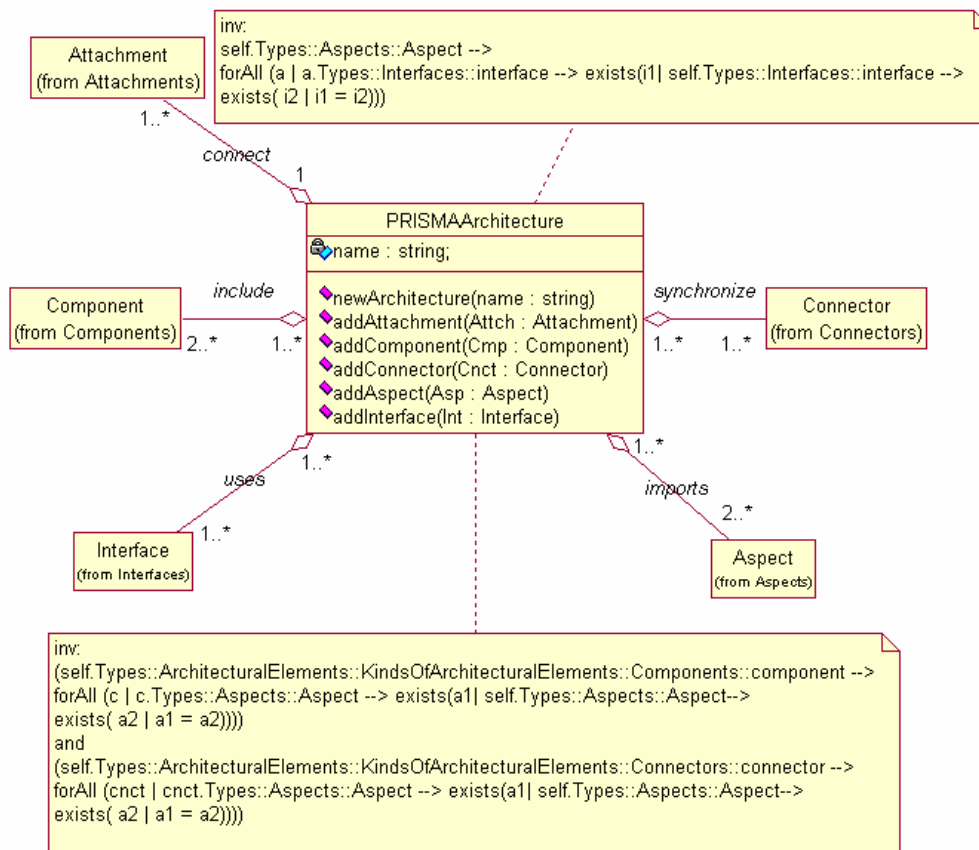 inv:
self.Types::Aspects::Aspect -->
forAll (a | a.Types::Interfaces::interface --> exists(i1| self.Types::Interfaces::interface -->
exists( i2 | i1 = i2)))
Attachment
(from Attachments)
1..*
connect
1
PRISMAArchitecture
name : string;
newArchitecture(name : string)
addAttachment(Attch : Attachment)
addComponent(Cmp : Component)
addConnector(Cnct : Connector)
addAspect(Asp : Aspect)
addInterface(Int : Interface)
include
Component
(from Components)
2..*
1..*
synchronize
Connector
(from Connectors)
1..*
1..*
1..*
uses
1..*
Interface
(from Interfaces)
1..*
imports
2..*
Aspect
(from Aspects)
inv:
(self.Types::ArchitecturalElements::KindsOfArchitecturalElements::Components::component -->
forAll (c | c.Types::Aspects::Aspect --> exists(a1| self.Types::Aspects::Aspect-->
exists( a2 | a1 = a2))))
and
(self.Types::ArchitecturalElements::KindsOfArchitecturalElements::Connectors::connector -->
forAll (cnct | cnct.Types::Aspects::Aspect --> exists(a1| self.Types::Aspects::Aspect-->
exists( a2 | a1 = a2))))